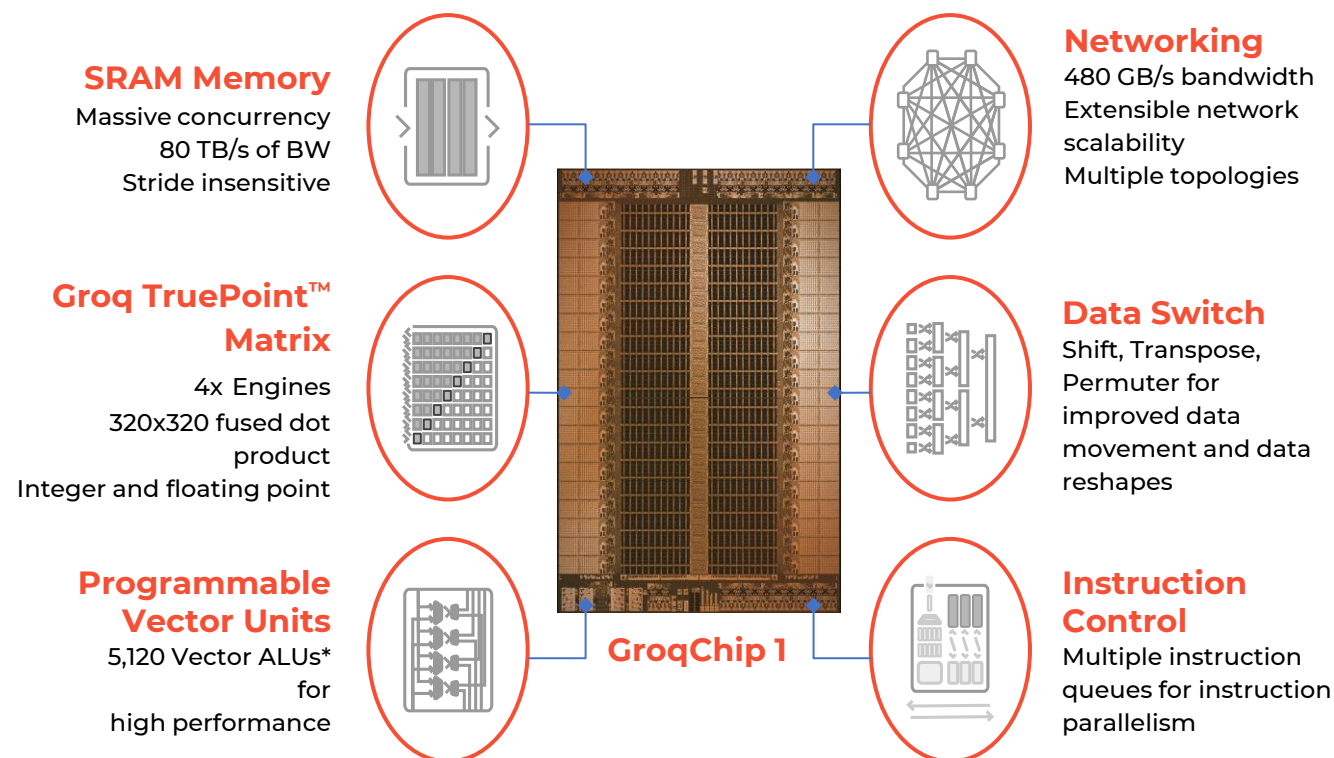 SRAM Memory
Massive concurrency
80 TB/s of BW
Stride insensitive
Groq TruePoint™
Matrix
4x Engines
320x320 fused dot
product
Integer and floating point
Programmable
Vector Units
5,120 Vector ALUs*
for
high performance
GroqChip 1
Networking
480 GB/s bandwidth
Extensible network
scalability
Multiple topologies
Data Switch
Shift, Transpose,
Permuter for
improved data
movement and data
reshapes
Instruction
Control
Multiple instruction
queues for instruction
parallelism